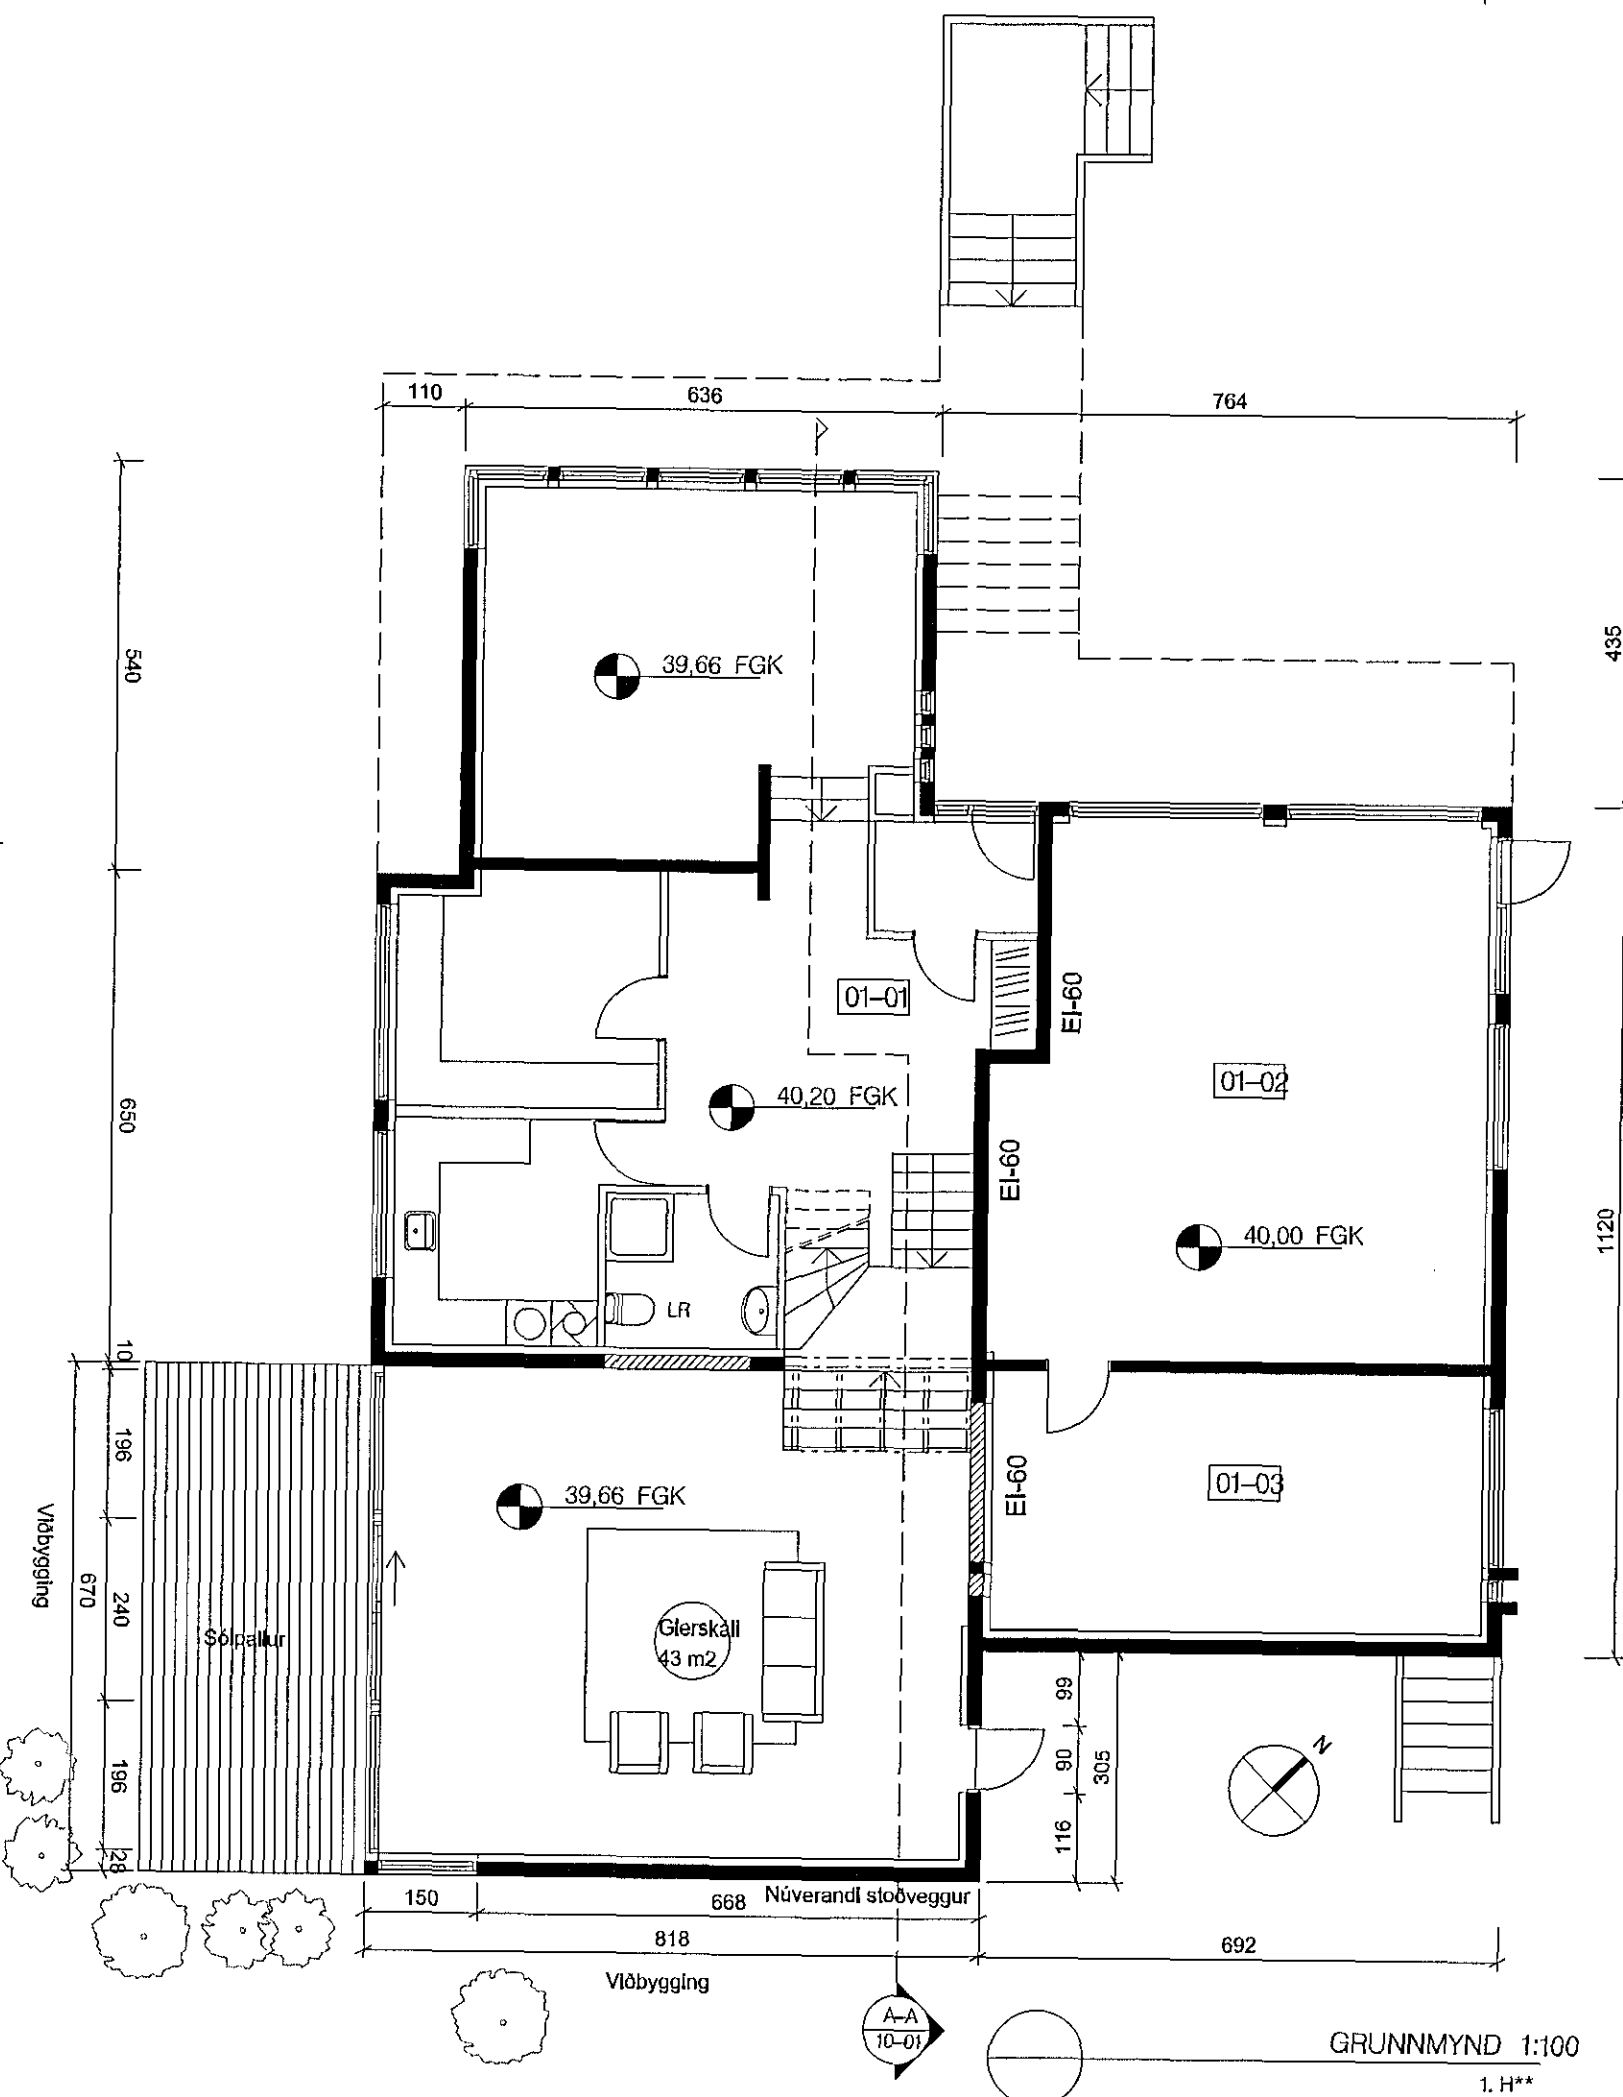 110
636
764
540
435
39,66 FGK
01–01
EI-60
01–02
650
40,20 FGK
EI-60
1120
40,00 FGK
LR
10
196
EI-60
01–03
39,66 FGK
Viðbygging
670
240
Sólpallur
Glerskáli
43 m2
99
90
305
N
196
116
28
150
668
Núverandi stoðveggur
818
692
Viðbygging
A–A
10–01
GRUNNMYND 1:100
1. H**